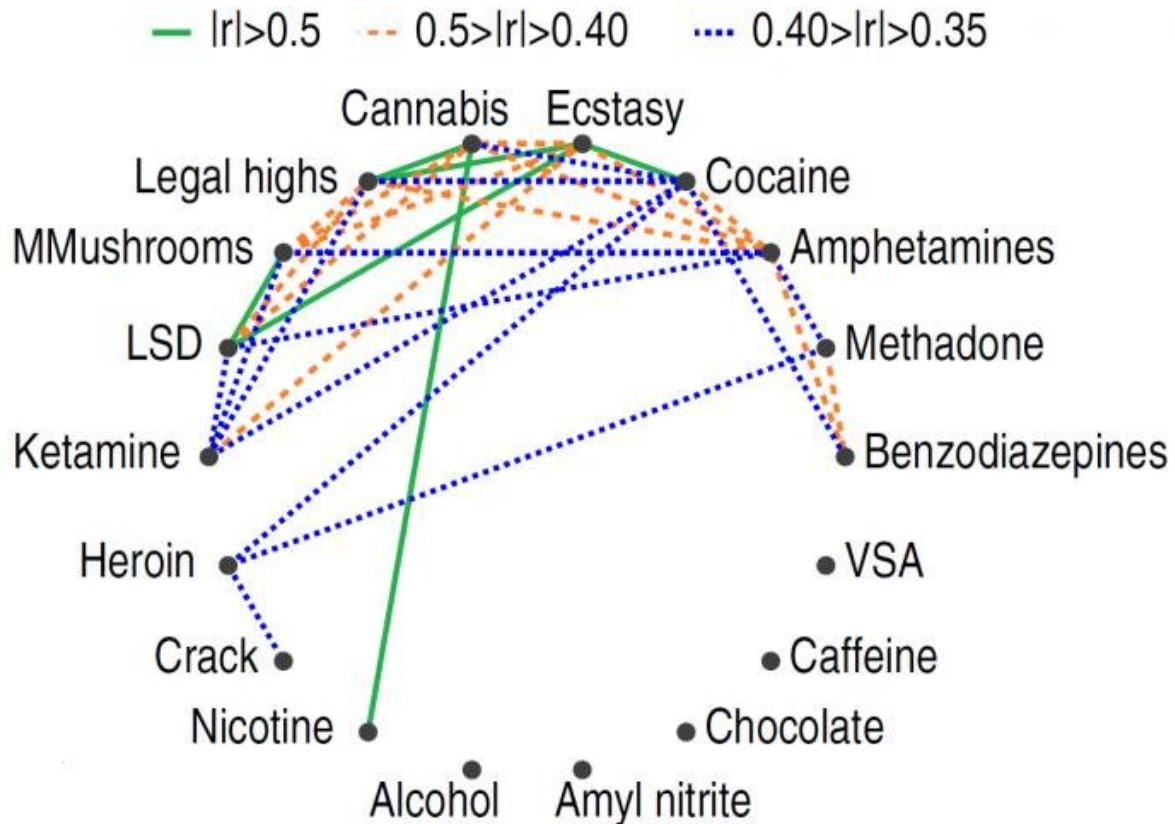 |r|>0.5 0.5>|r|>0.40 0.40>|r|>0.35
Cannabis Ecstasy
Legal highs Cocaine
MMushrooms Amphetamines
LSD Methadone
Ketamine Benzodiazepines
Heroin VSA
Crack Caffeine
Nicotine Chocolate
Alcohol Amyl nitrite